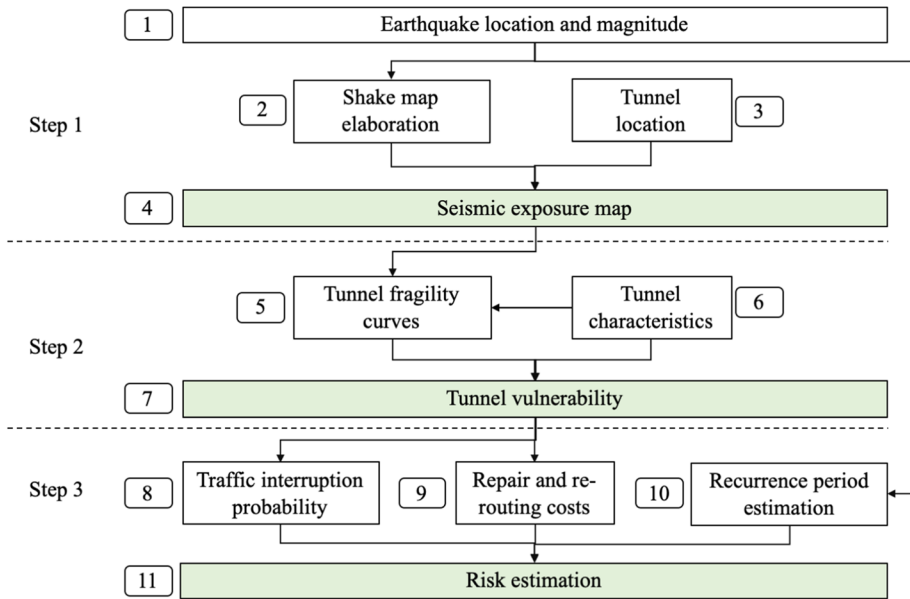 1
Earthquake location and magnitude
Step 1
2
Shake map
elaboration
Tunnel
location
3
4
Seismic exposure map
Step 2
5
Tunnel fragility
curves
Tunnel
characteristics
6
7
Tunnel vulnerability
Step 3
8
Traffic interruption
probability
9
Repair and re-
routing costs
10
Recurrence period
estimation
11
Risk estimation